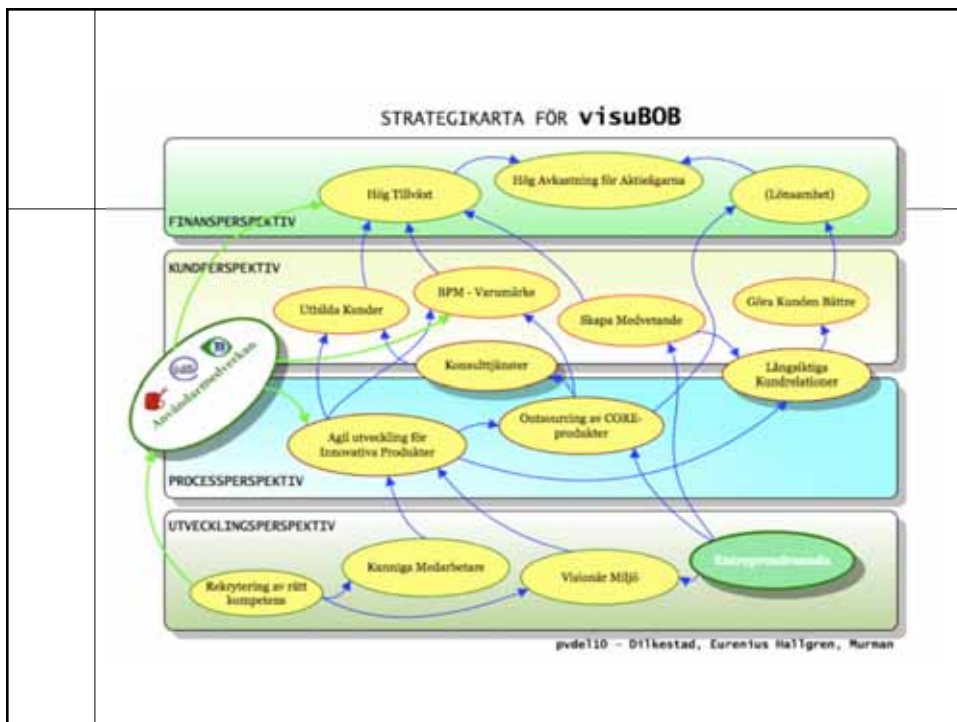 STRATEGIKARTA FÖR visuBOB
Hög Tillväxt
Hög Avkastning för Aktieägarna
(Lönsamhet)
FINANSPERSPEKTIV
KUNDPERSPEKTIV
Utbilda Kunder
BPM - Varumärke
Skapa Medvetande
Göra Kunden Bättre
Användarmedverkan
Konsulttjänster
Långsiktiga
Kundrelationer
Agil utveckling för
Innovativa Produkter
Outsourcing av CORE-
produkter
PROCESSPERSPEKTIV
UTVECKLINGSPERSPEKTIV
Rekrytering av rätt
kompetens
Kunniga Medarbetare
Visionär Miljö
pvdel10 - Dilkestad, Eurenius Hallgren, Murman